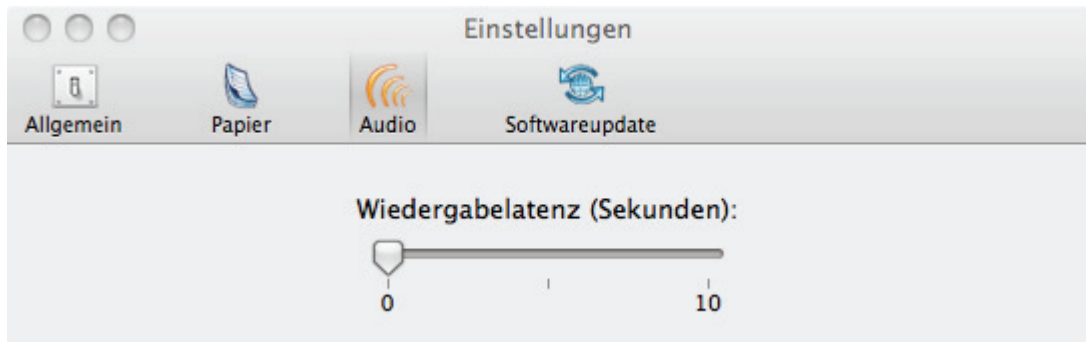 Einstellungen
Allgemein Papier Audio Softwareupdate
Wiedergabelatenz (Sekunden):
0 10